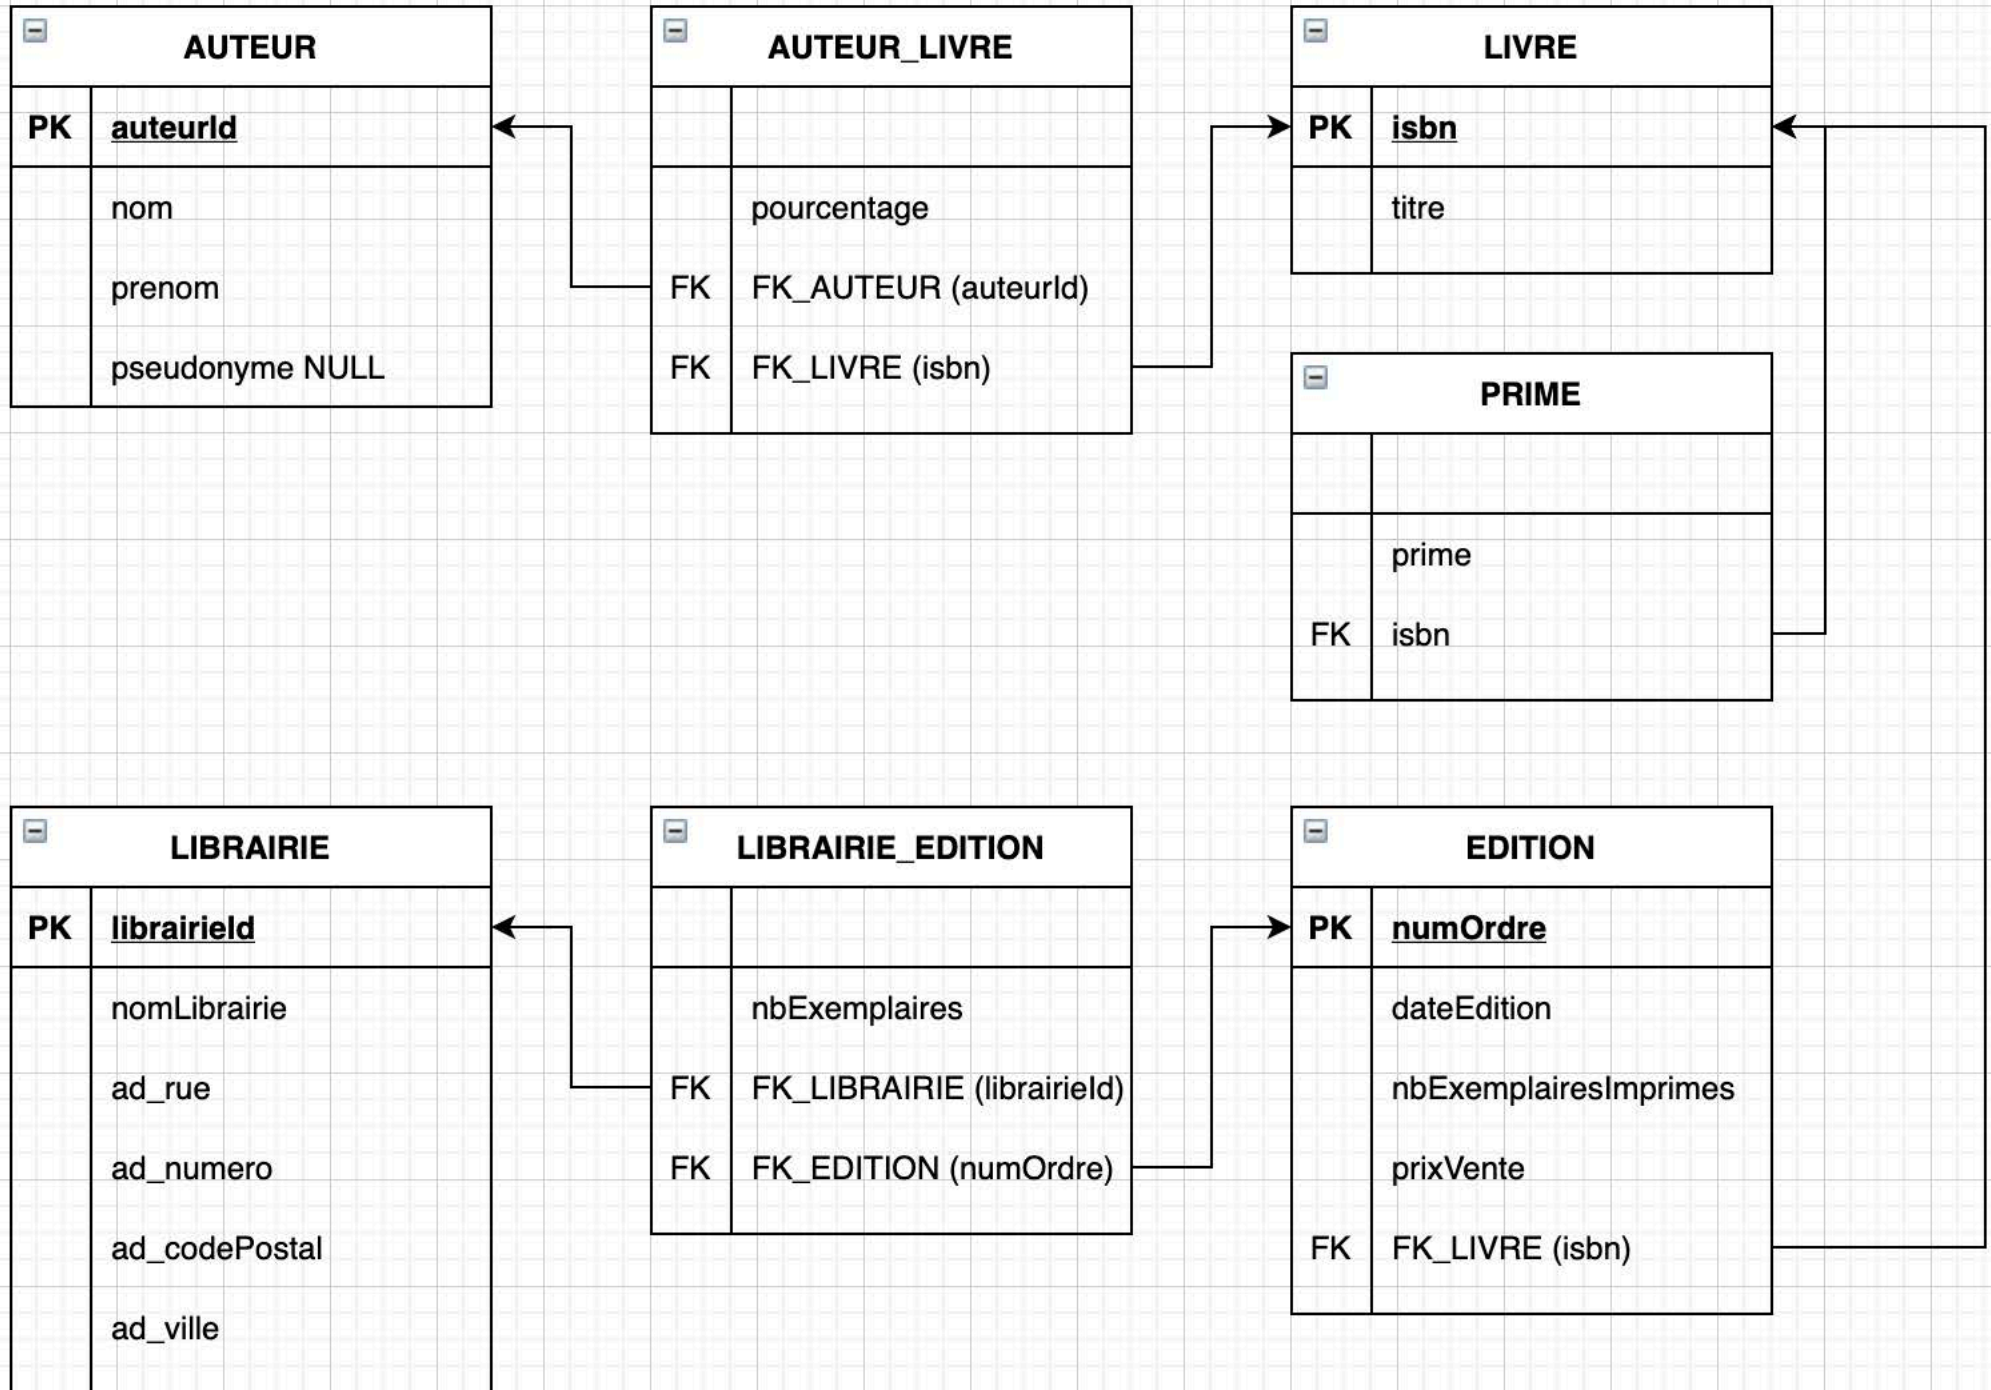 AUTEUR
PK auteurId
nom
prenom
pseudonyme NULL
AUTEUR_LIVRE
pourcentage
FK FK_AUTEUR (auteurId)
FK FK_LIVRE (isbn)
LIVRE
PK isbn
titre
PRIME
prime
FK isbn
LIBRAIRIE
PK librairieId
nomLibrairie
ad_rue
ad_numero
ad_codePostal
ad_ville
LIBRAIRIE_EDITION
nbExemplaires
FK FK_LIBRAIRIE (librairieId)
FK FK_EDITION (numOrdre)
EDITION
PK numOrdre
dateEdition
nbExemplairesImprimes
prixVente
FK FK_LIVRE (isbn)